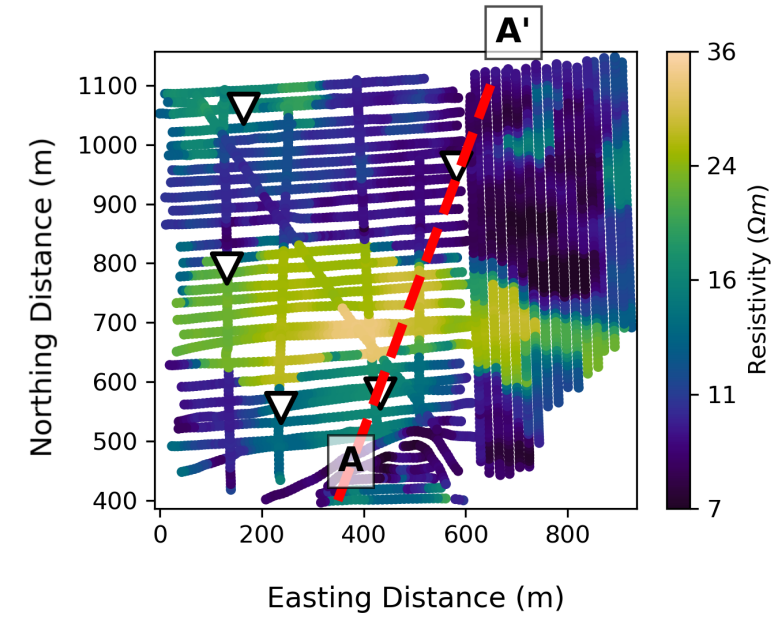 A'
1100
1000
900
800
700
600
500
400
Northing Distance (m)
A
0 200 400 600 800
Easting Distance (m)
36
24
16
11
7
Resistivity (Ωm)